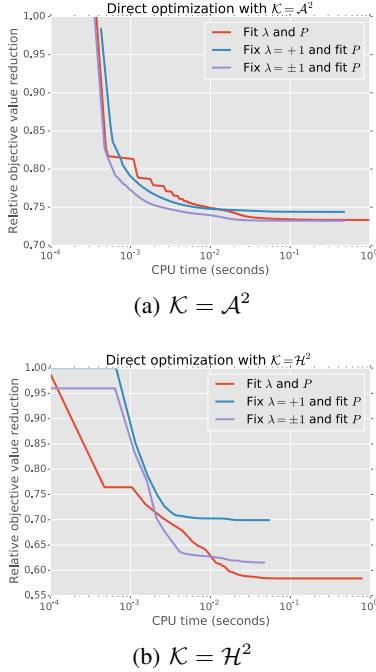 Direct optimization with 𝒦=𝒜²
Relative objective value reduction
1.00
0.95
0.90
0.85
0.80
0.75
0.70
Fit λ and P
Fix λ = +1 and fit P
Fix λ = ±1 and fit P
10⁻⁴ 10⁻³ 10⁻² 10⁻¹ 10⁰
CPU time (seconds)
(a) 𝒦 = 𝒜²
Direct optimization with 𝒦=ℋ²
Relative objective value reduction
1.00
0.95
0.90
0.85
0.80
0.75
0.70
0.65
0.60
0.55
Fit λ and P
Fix λ = +1 and fit P
Fix λ = ±1 and fit P
10⁻⁴ 10⁻³ 10⁻² 10⁻¹ 10⁰
CPU time (seconds)
(b) 𝒦 = ℋ²